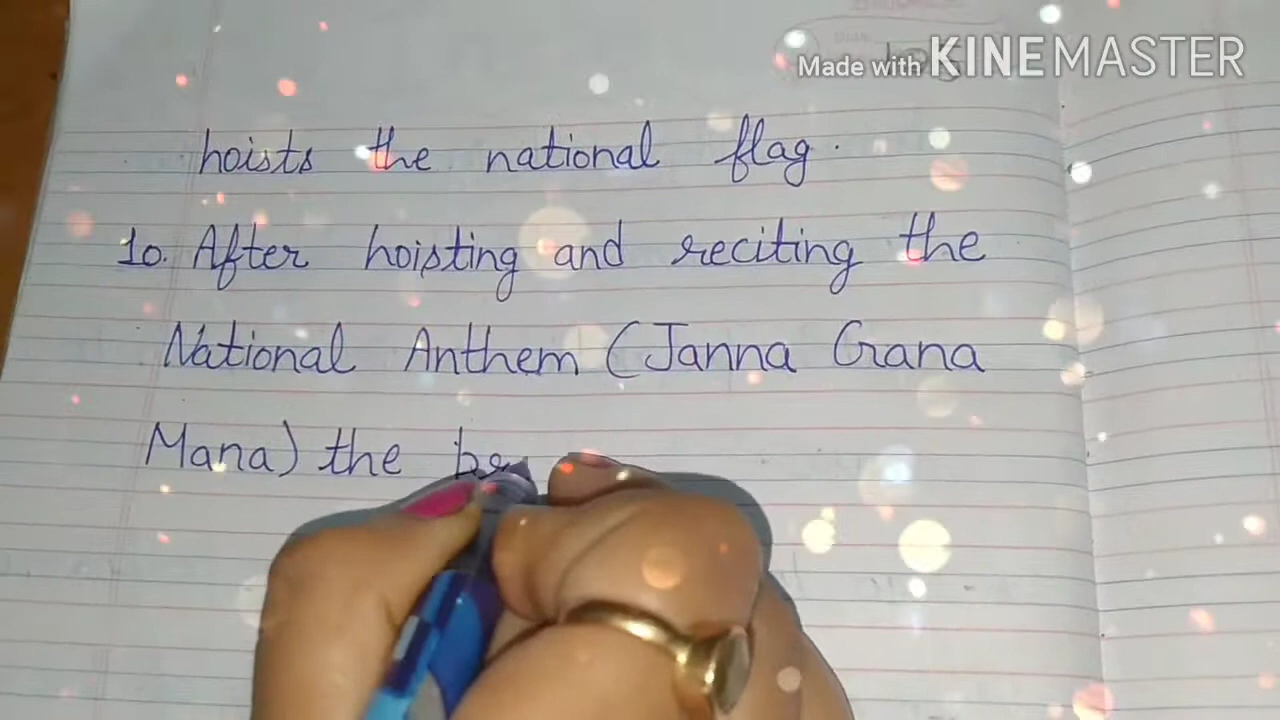 Made with KINEMASTER
hoists the national flag.
10. After hoisting and reciting the
National Anthem (Janna Grana
Mana) the